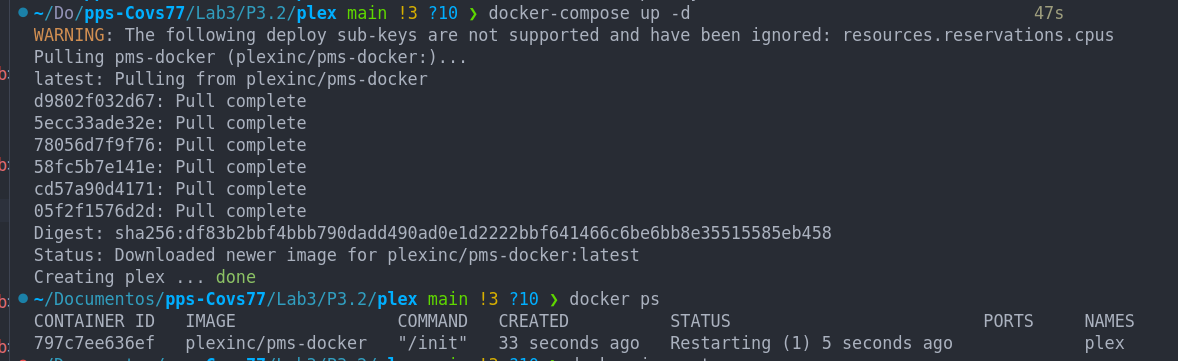 ~/Do/pps-Covs77/Lab3/P3.2/plex main !3 ?10 ❯ docker-compose up -d 47s
WARNING: The following deploy sub-keys are not supported and have been ignored: resources.reservations.cpus
Pulling pms-docker (plexinc/pms-docker:)...
latest: Pulling from plexinc/pms-docker
d9802f032d67: Pull complete
5ecc33ade32e: Pull complete
78056d7f9f76: Pull complete
58fc5b7e141e: Pull complete
cd57a90d4171: Pull complete
05f2f1576d2d: Pull complete
Digest: sha256:df83b2bbf4bbb790dadd490ad0e1d2222bbf641466c6be6bb8e35515585eb458
Status: Downloaded newer image for plexinc/pms-docker:latest
Creating plex ... done
~/Documentos/pps-Covs77/Lab3/P3.2/plex main !3 ?10 ❯ docker ps
CONTAINER ID IMAGE COMMAND CREATED STATUS PORTS NAMES
797c7ee636ef plexinc/pms-docker "/init" 33 seconds ago Restarting (1) 5 seconds ago plex